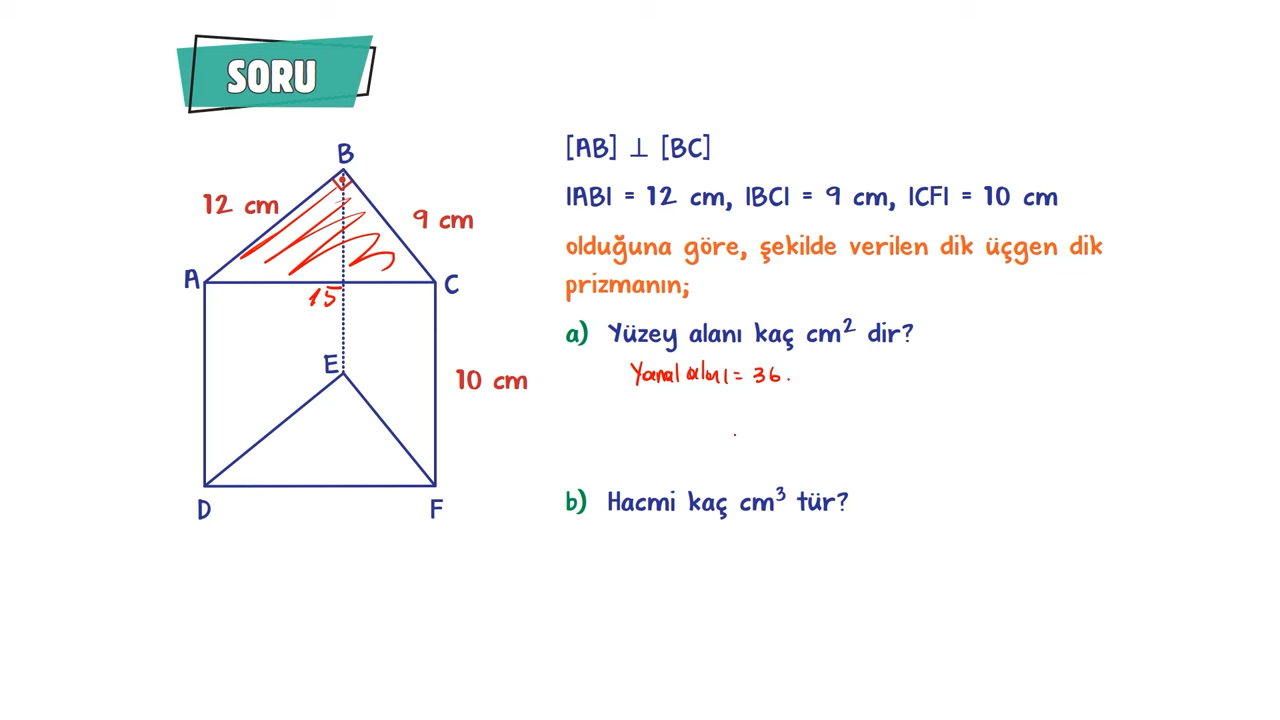 SORU
B
12 cm
9 cm
A
C
15
E
10 cm
D
F
[AB] ⊥ [BC]
|AB| = 12 cm, |BC| = 9 cm, |CF| = 10 cm
olduğuna göre, şekilde verilen dik üçgen dik
prizmanın;
a) Yüzey alanı kaç cm² dir?
Yanal alanı = 36.
b) Hacmi kaç cm³ tür?